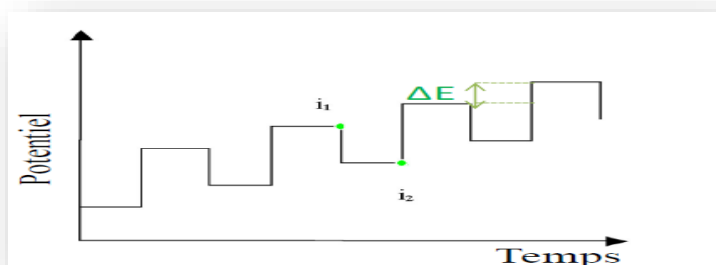 Potentiel
i₁
ΔE
i₂
Temps